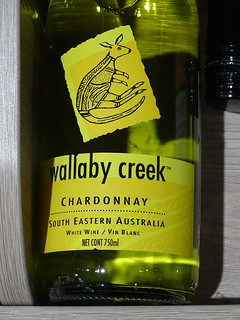 wallaby creek™
CHARDONNAY
SOUTH EASTERN AUSTRALIA
WHITE WINE / VIN BLANC
NET CONT 750ml